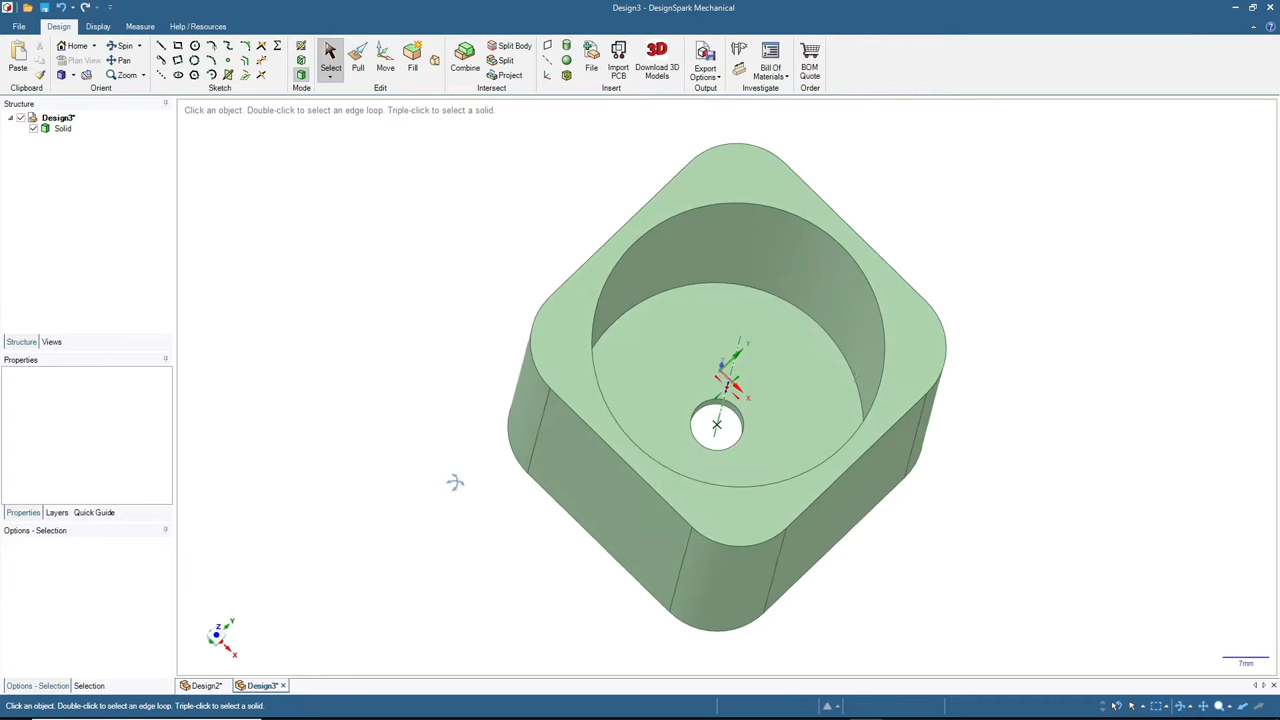 Design3 - DesignSpark Mechanical
File Design Display Measure Help / Resources
Paste
Home Spin
Plan View Pan
Zoom
Select Pull Move Fill
Combine
Split Body
Split
Project
File Import PCB Download 3D Models
3D
Export Options
Bill Of Materials
BOM Quote
Clipboard Orient Sketch Mode Edit Intersect Insert Output Investigate Order
Structure
Design3*
Solid
Click an object. Double-click to select an edge loop. Triple-click to select a solid.
Y
Z
X
Structure Views
Properties
Properties Layers Quick Guide
Options - Selection
Z
Y
X
7mm
Options - Selection Selection
Design2* Design3*
Click an object. Double-click to select an edge loop. Triple-click to select a solid.